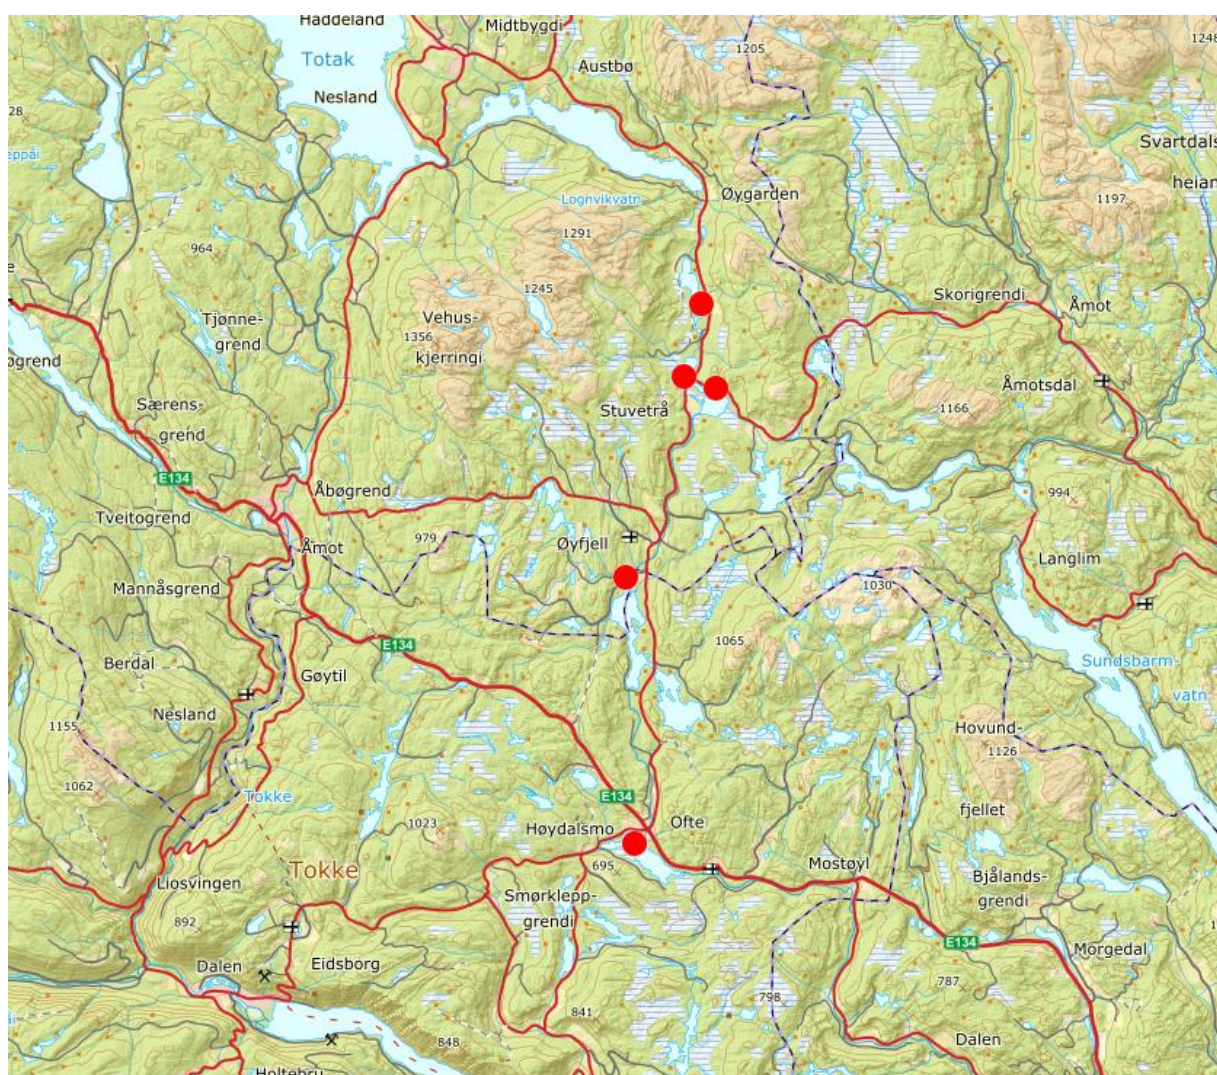 Haddeland
Midtbygdi
Totak
1205
1248
Austbø
Nesland
28
Svartdals
eppåi
heian
Øygarden
Lognvikvatn
1197
1291
964
1245
Skorigrendi
Åmot
Tjønne-
grend
Vehus-
1356
kjerringi
øgrend
Åmotsdal
Særens-
grend
Stuvetrå
1166
E134
Åbøgrend
994
Tveitogrend
979
Øyfjell
Åmot
Langlim
Mannåsgrend
1030
1065
E134
Berdal
Gøytil
Sundsbarm-
vatn
Nesland
1155
Hovund-
1126
1062
Tokke
E134
fjellet
1023
Høydalsmo
Ofte
695
Mostøyl
Tokke
Bjålands-
grendi
Liosvingen
Smørklepp-
grendi
892
E134
Morgedal
Dalen
Eidsborg
787
798
841
848
Dalen
Holtebru